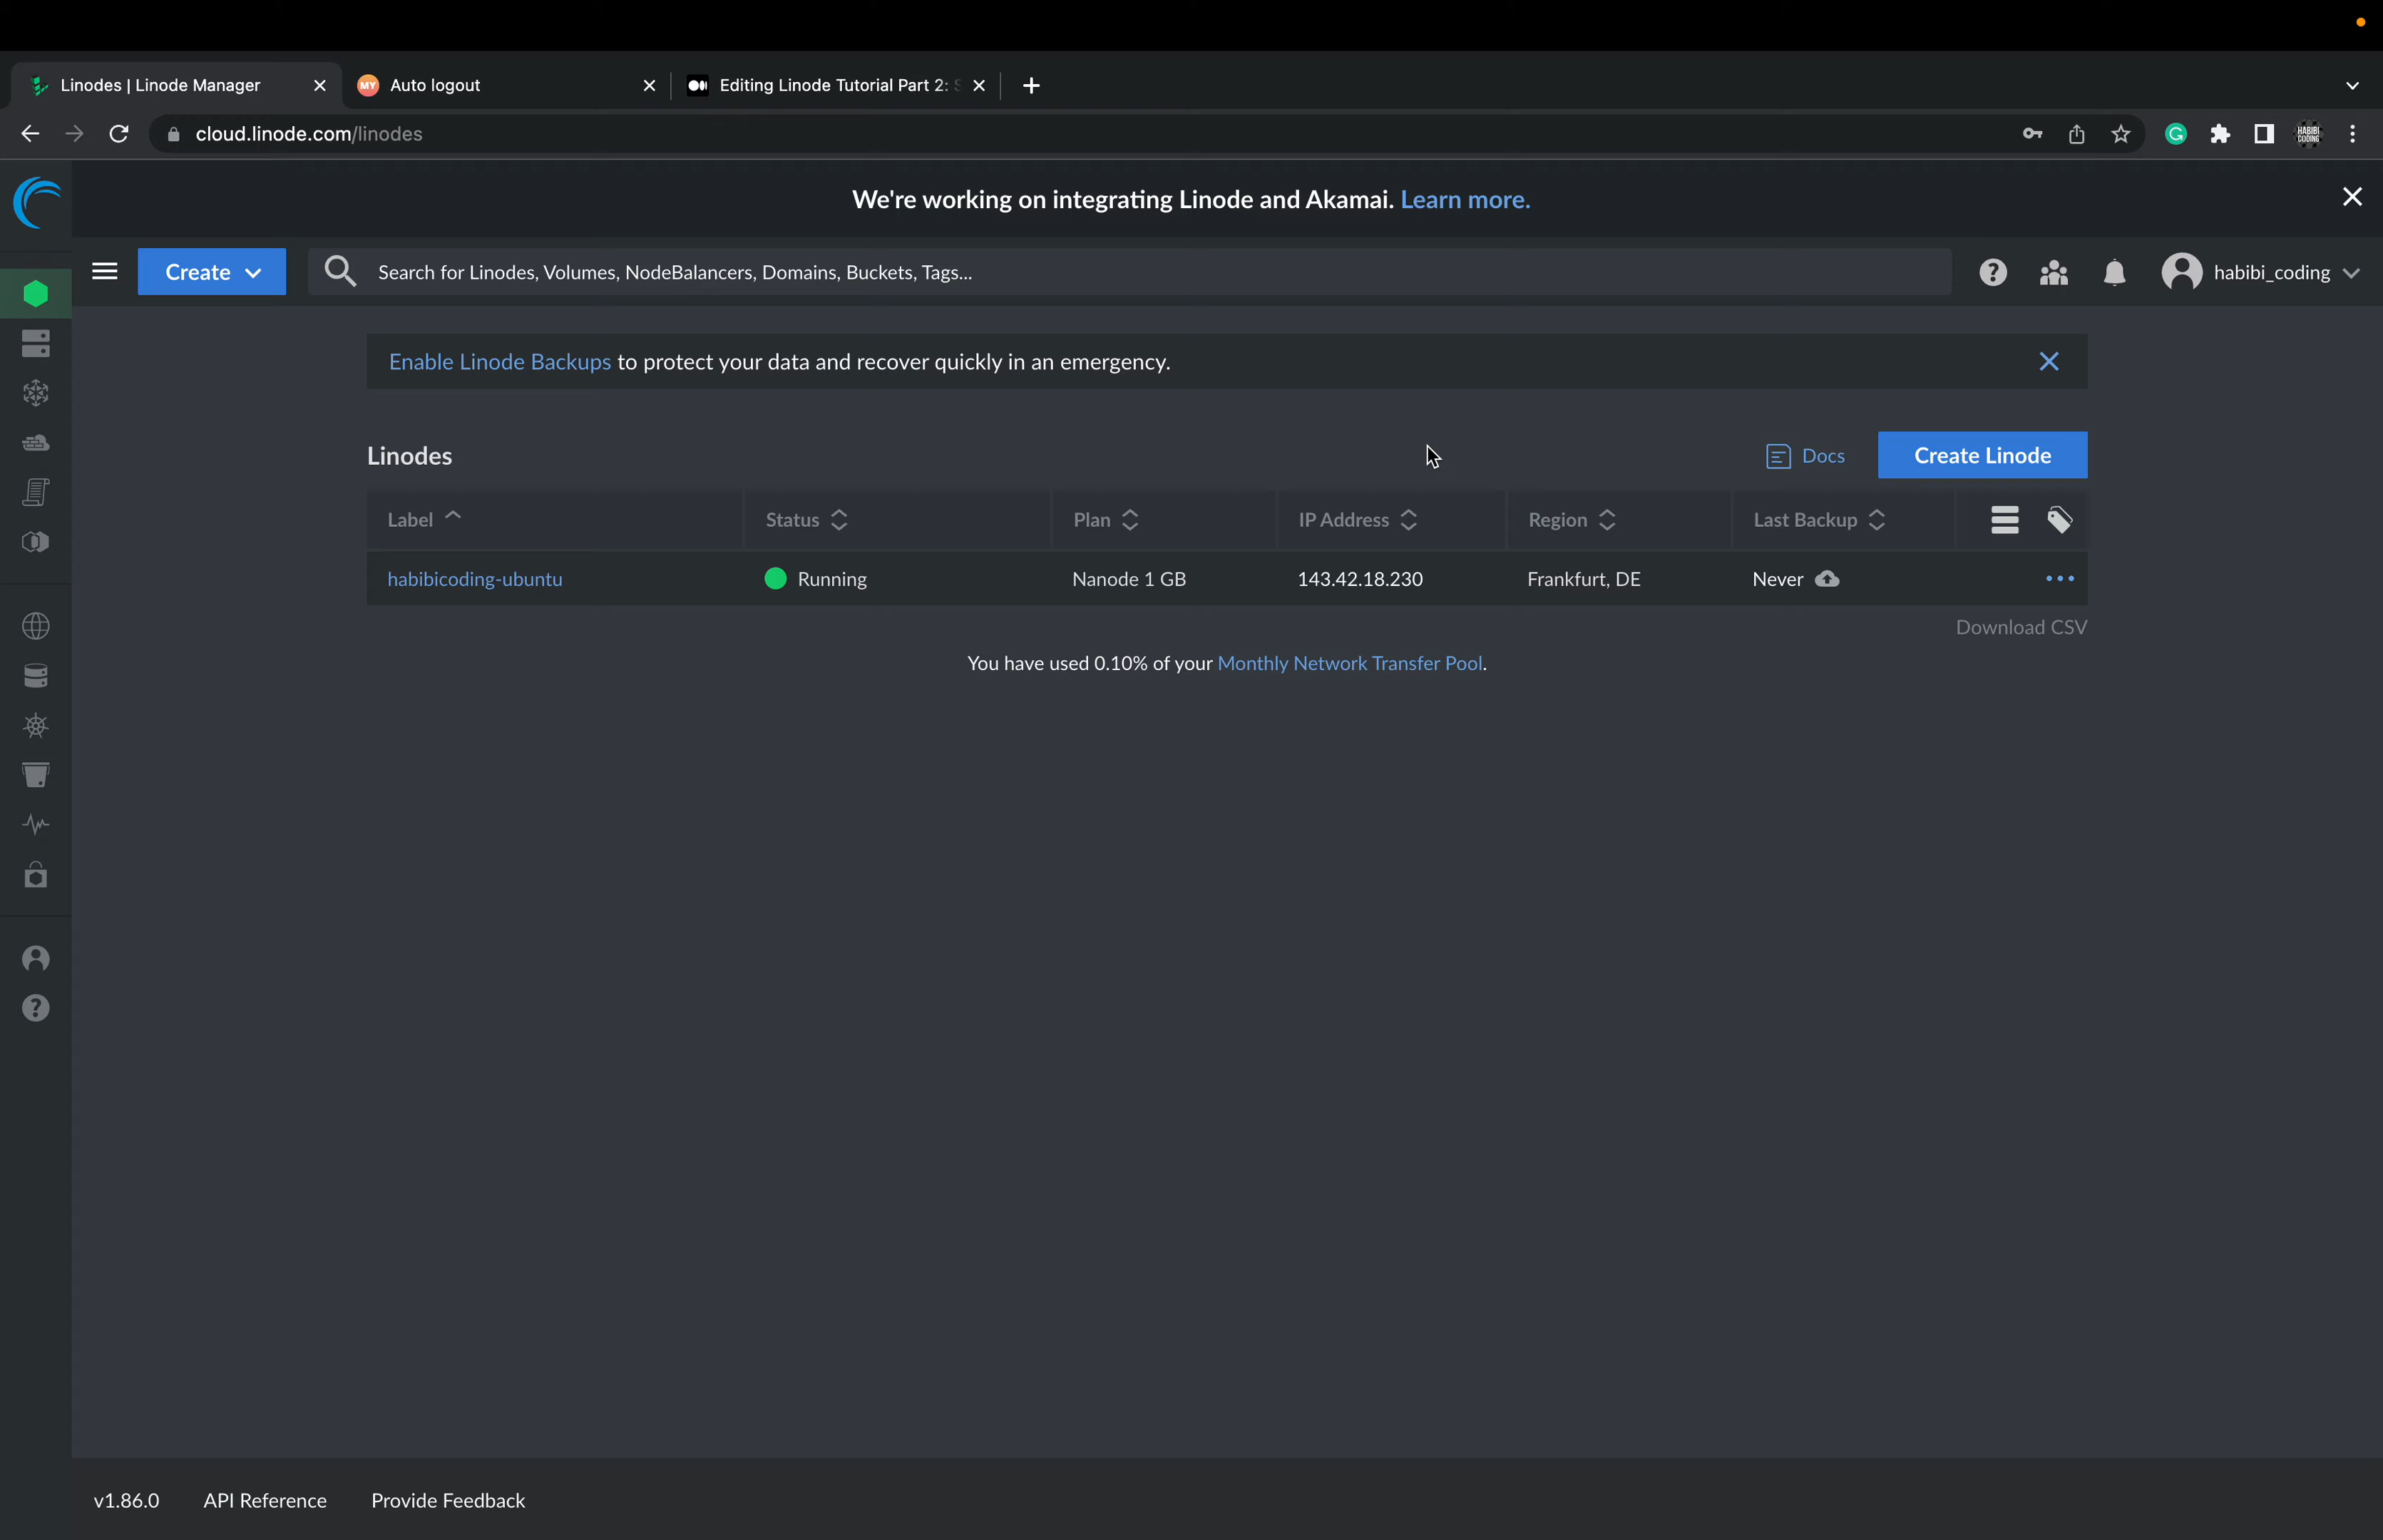 Linodes | Linode Manager
MY Auto logout
Editing Linode Tutorial Part 2:
cloud.linode.com/linodes
HABIBI
CODING
We're working on integrating Linode and Akamai. Learn more.
Create
Search for Linodes, Volumes, NodeBalancers, Domains, Buckets, Tags...
habibi_coding
Enable Linode Backups to protect your data and recover quickly in an emergency.
Linodes
Docs
Create Linode
Label Status Plan IP Address Region Last Backup
habibicoding-ubuntu Running Nanode 1 GB 143.42.18.230 Frankfurt, DE Never
Download CSV
You have used 0.10% of your Monthly Network Transfer Pool.
v1.86.0 API Reference Provide Feedback